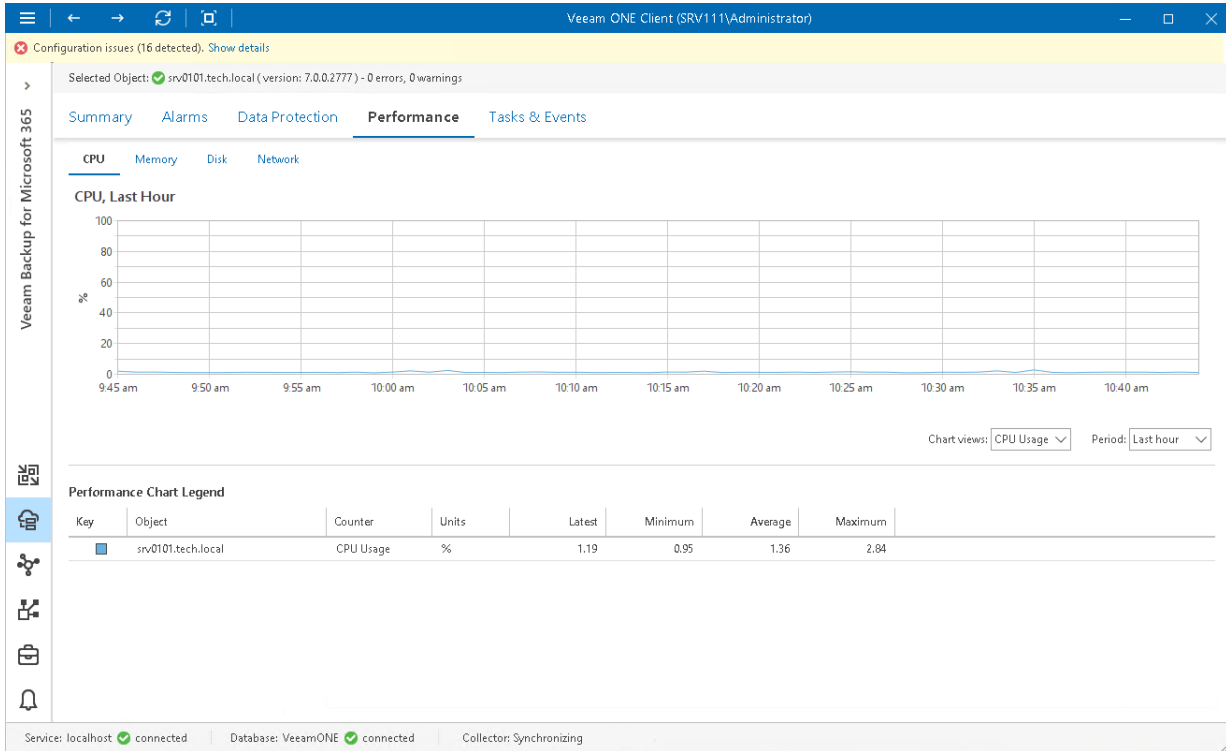 Veeam ONE Client (SRV111\Administrator)
Configuration issues (16 detected). Show details
Selected Object: srv0101.tech.local ( version: 7.0.0.2777 ) - 0 errors, 0 warnings
Veeam Backup for Microsoft 365
Summary Alarms Data Protection Performance Tasks & Events
CPU Memory Disk Network
CPU, Last Hour
100
80
60
%
40
20
0
9:45 am 9:50 am 9:55 am 10:00 am 10:05 am 10:10 am 10:15 am 10:20 am 10:25 am 10:30 am 10:35 am 10:40 am
Chart views: CPU Usage Period: Last hour
Performance Chart Legend
Key Object Counter Units Latest Minimum Average Maximum
srv0101.tech.local CPU Usage % 1.19 0.95 1.36 2.84
Service: localhost connected Database: VeeamONE connected Collector: Synchronizing